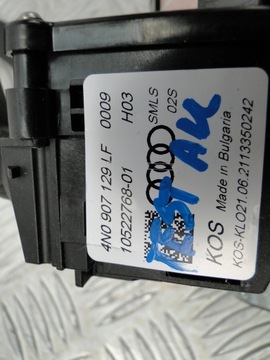 4N0 907 129 LF 0009
10522768-01 H03
SMLS
02S
TEST ALL
KOS Made in Bulgaria
KOS-KLO21.06.2113350242